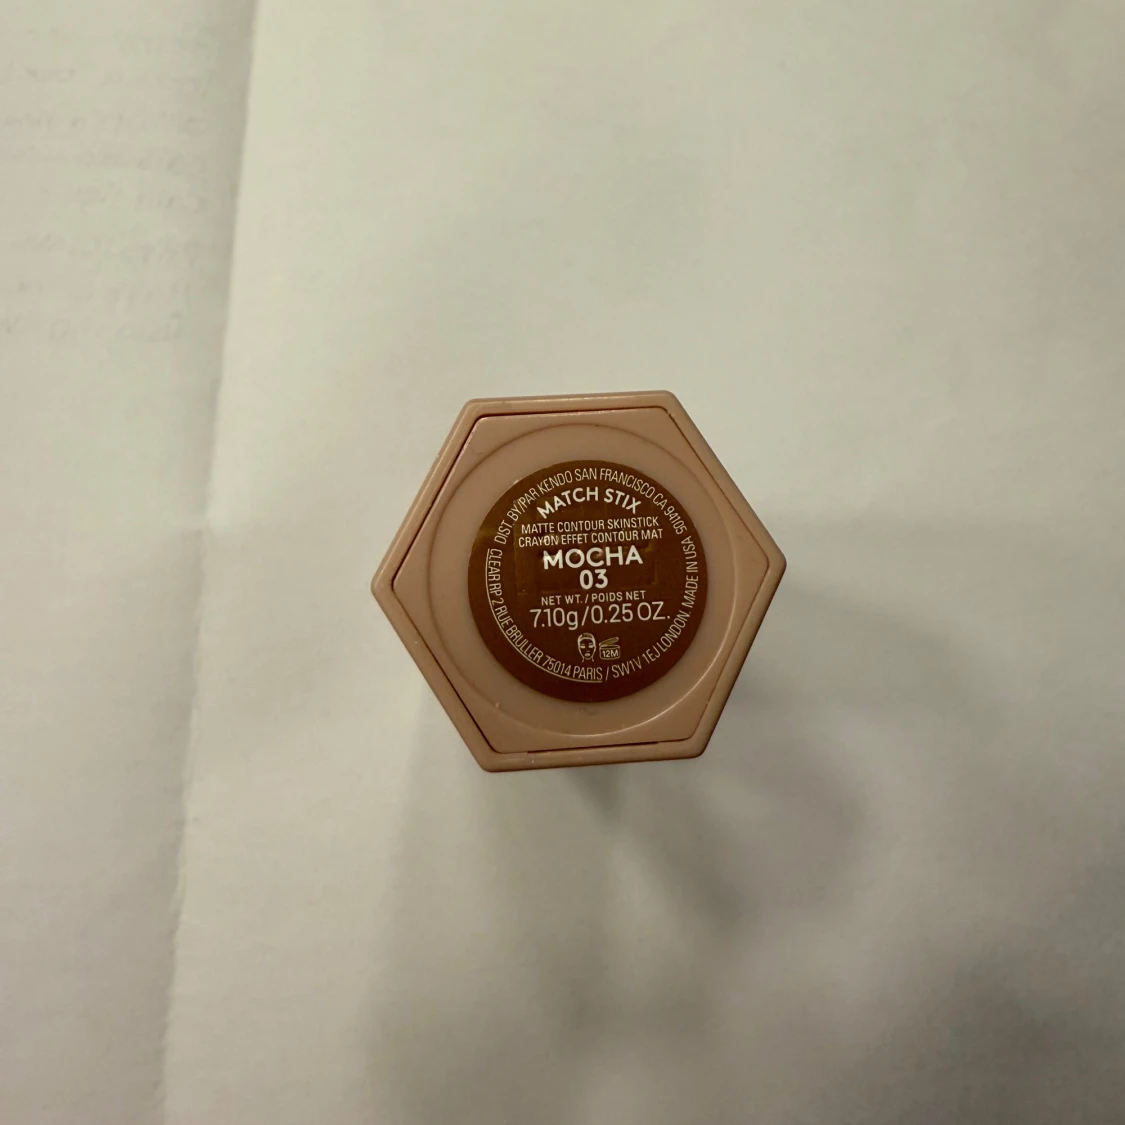 DIST. BY/PAR KENDO SAN FRANCISCO CA 94105 USA
MATCH STIX
MATTE CONTOUR SKINSTICK
CRAYON EFFET CONTOUR MAT
MOCHA
03
NET WT. / POIDS NET
7.10g/0.25 OZ.
12M
CLEAR RP 2 RUE BRULLER 75014 PARIS / SW1V 1EJ LONDON. MADE IN USA